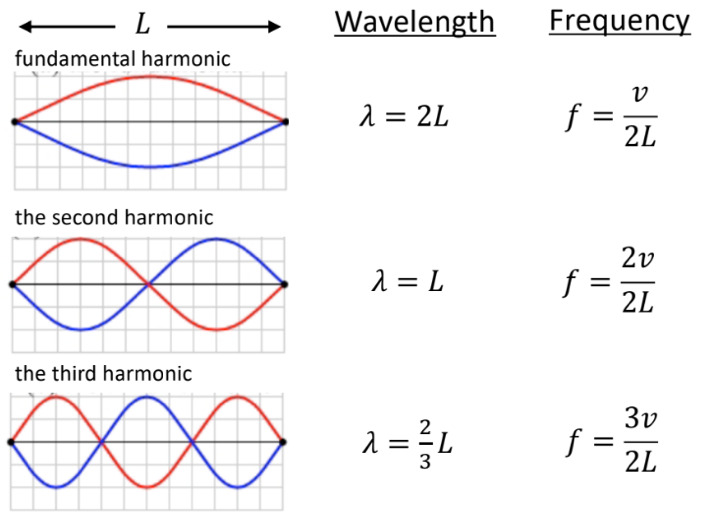 L Wavelength Frequency
fundamental harmonic
λ = 2L f = v/2L
the second harmonic
λ = L f = 2v/2L
the third harmonic
λ = 2/3 L f = 3v/2L